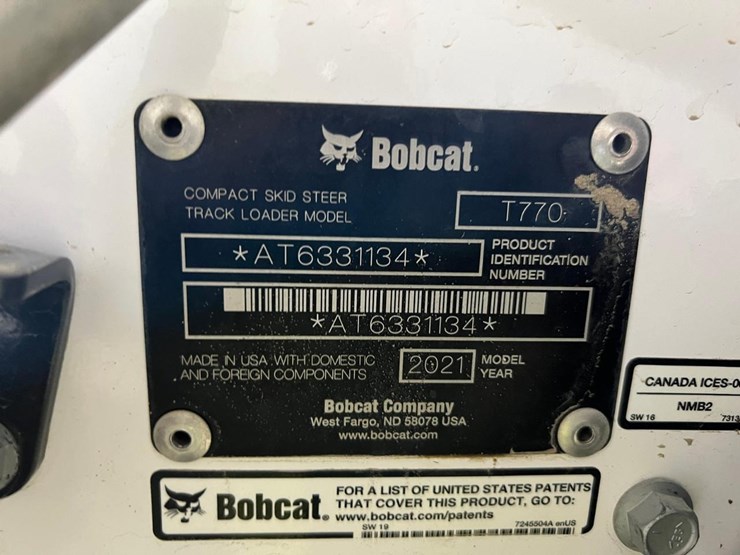 Bobcat.
COMPACT SKID STEER
TRACK LOADER MODEL
T770
*AT6331134*
PRODUCT
IDENTIFICATION
NUMBER
*AT6331134*
MADE IN USA WITH DOMESTIC
AND FOREIGN COMPONENTS
2021
MODEL
YEAR
Bobcat Company
West Fargo, ND 58078 USA
www.bobcat.com
CANADA ICES-0
NMB2
SW 16
7313
Bobcat.
FOR A LIST OF UNITED STATES PATENTS
THAT COVER THIS PRODUCT, GO TO:
www.bobcat.com/patents
SW 19
7245504A enUS